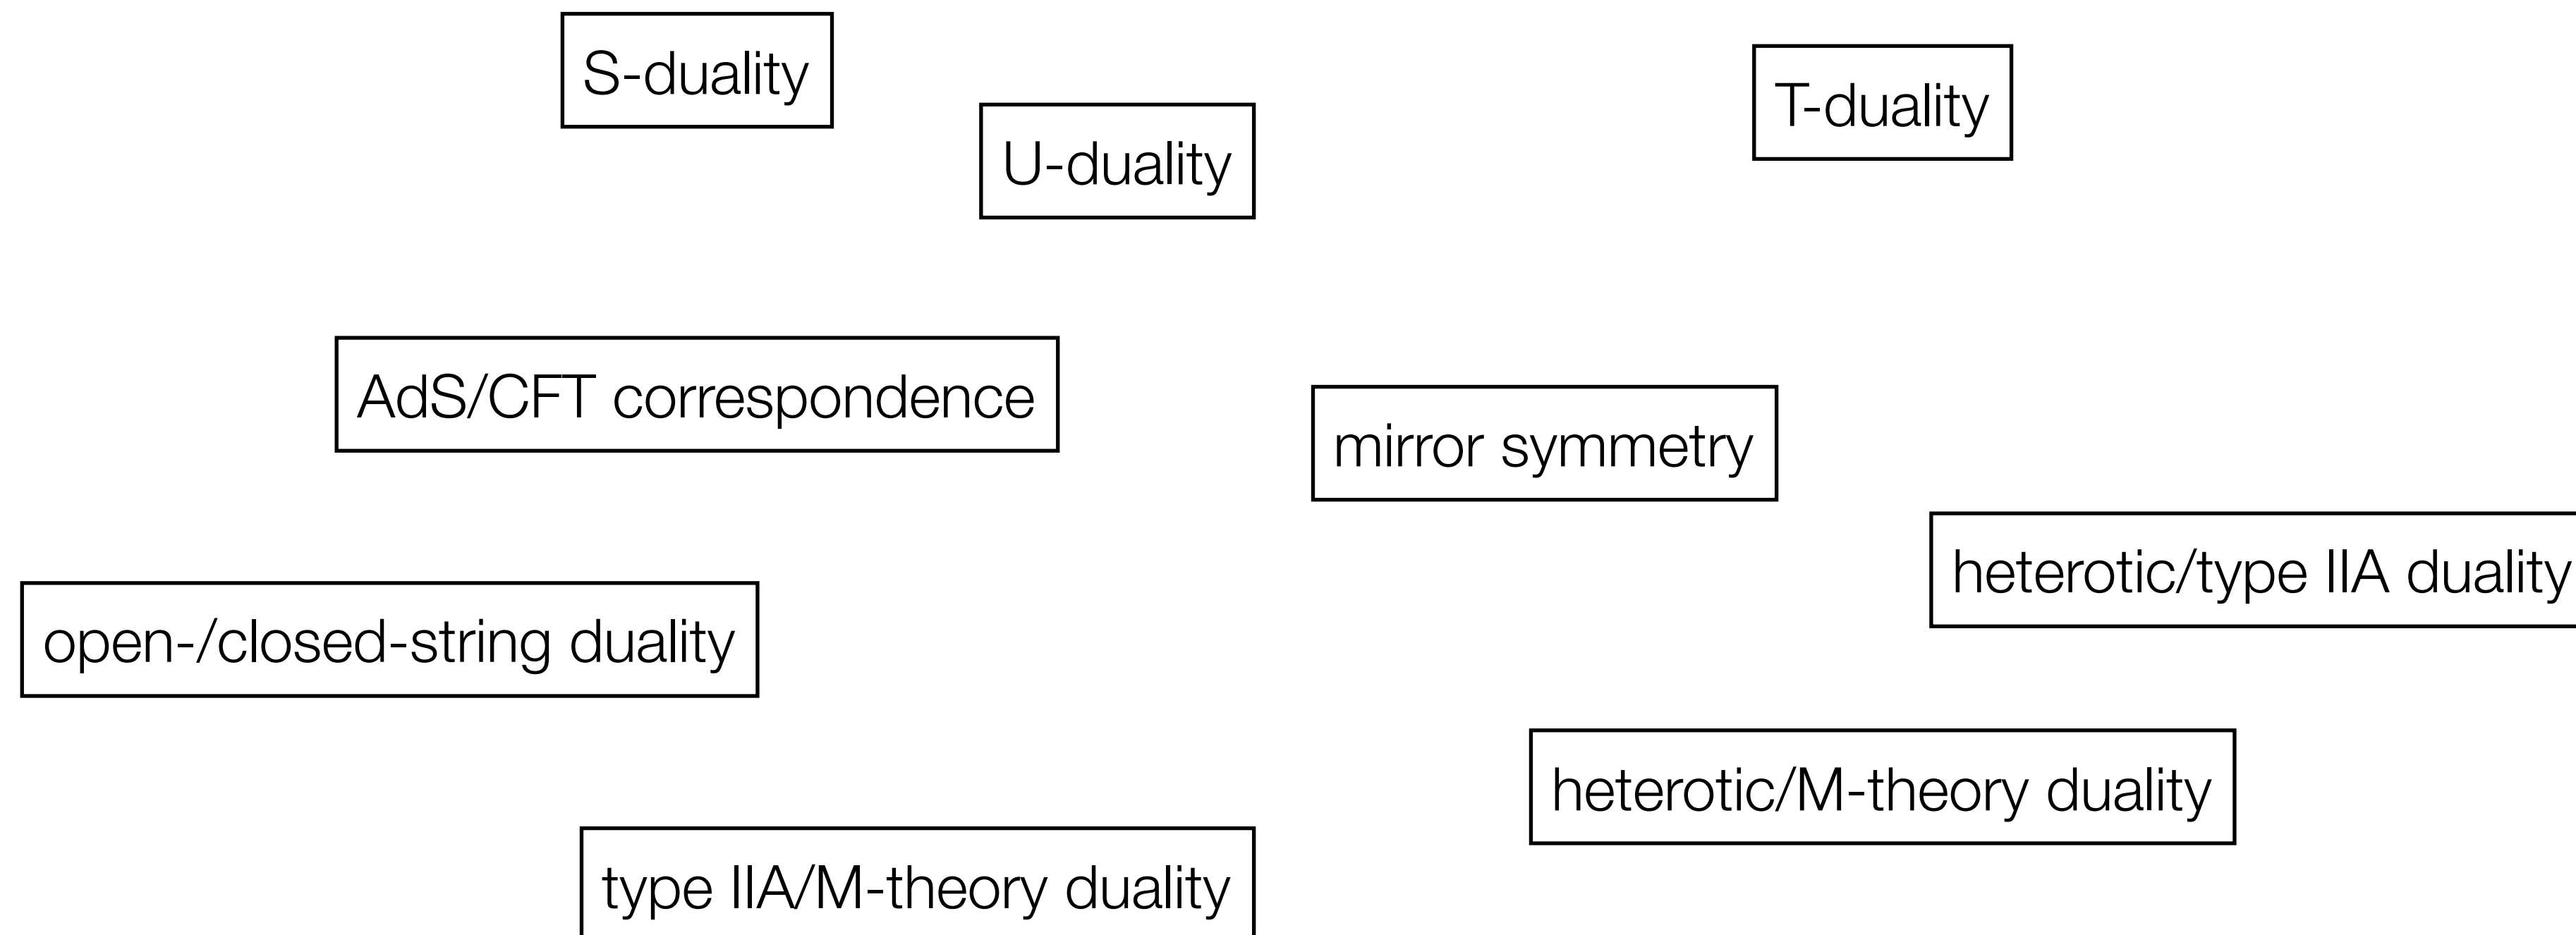 S-duality
T-duality
U-duality
AdS/CFT correspondence
mirror symmetry
heterotic/type IIA duality
open-/closed-string duality
heterotic/M-theory duality
type IIA/M-theory duality